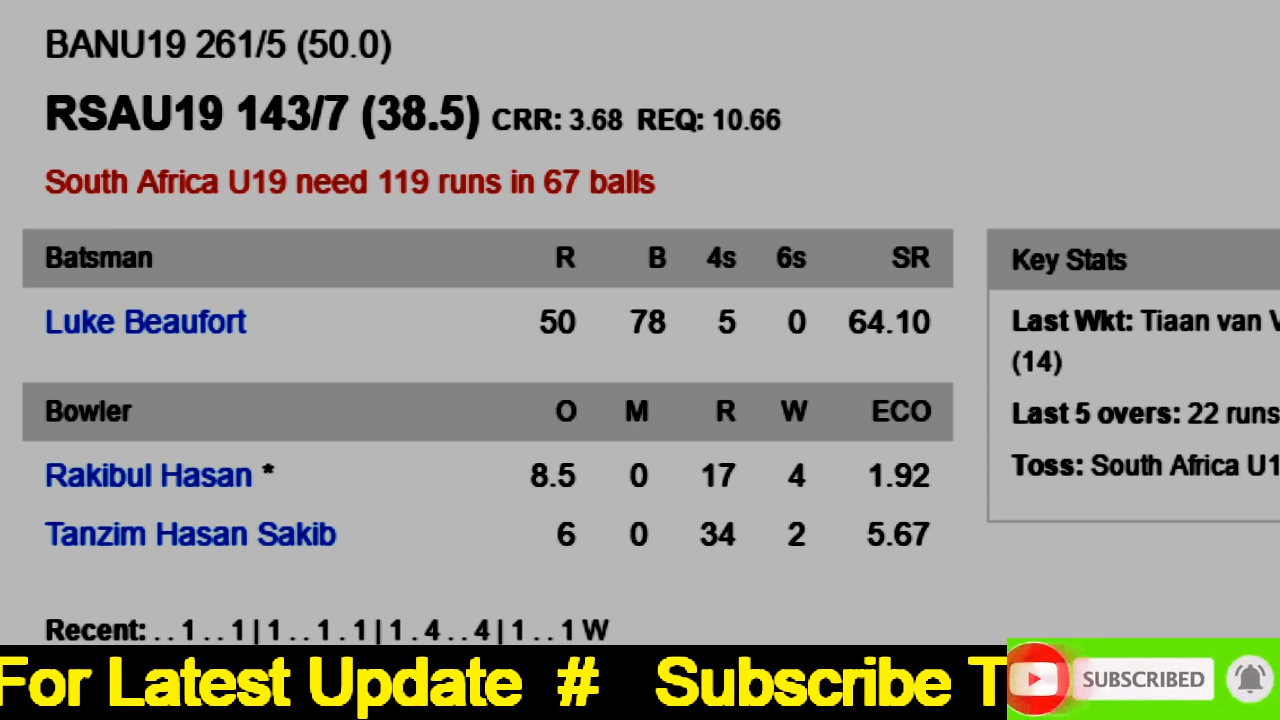 BANU19 261/5 (50.0)
RSAU19 143/7 (38.5) CRR: 3.68 REQ: 10.66
South Africa U19 need 119 runs in 67 balls
Batsman R B 4s 6s SR
Luke Beaufort 50 78 5 0 64.10
Bowler O M R W ECO
Rakibul Hasan * 8.5 0 17 4 1.92
Tanzim Hasan Sakib 6 0 34 2 5.67
Key Stats
Last Wkt: Tiaan van V
(14)
Last 5 overs: 22 runs
Toss: South Africa U1
Recent: . . 1 . . 1 | 1 . . 1 . 1 | 1 . 4 . . 4 | 1 . . 1 W
For Latest Update # Subscribe T
SUBSCRIBED